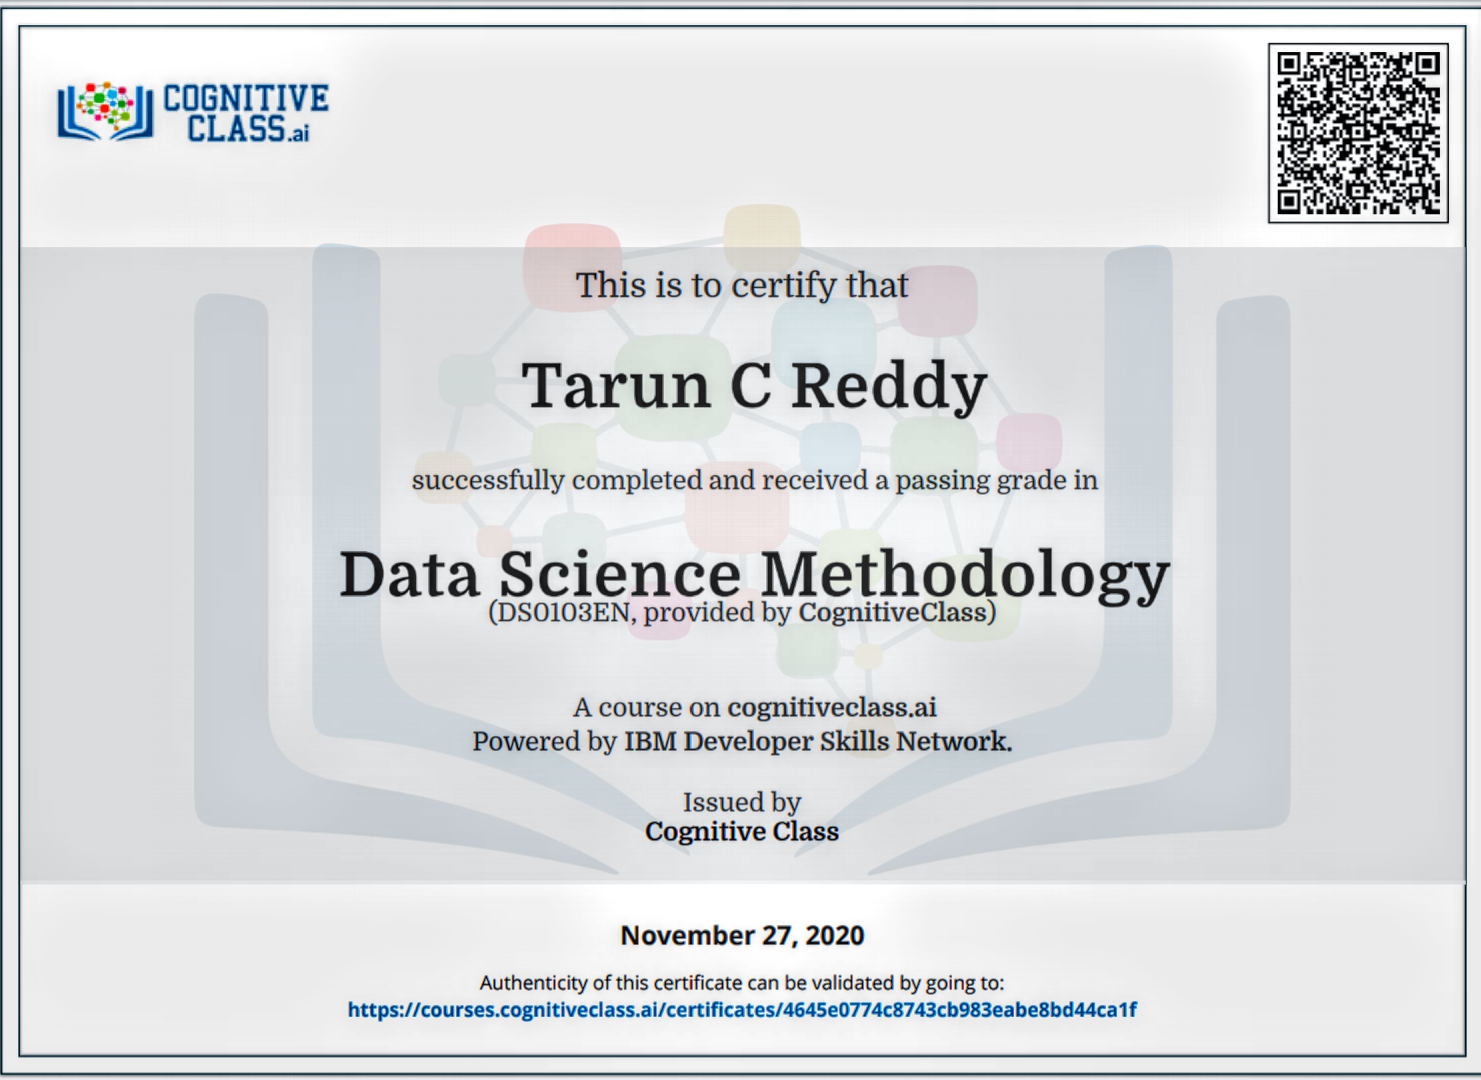 COGNITIVE
CLASS.ai
This is to certify that
Tarun C Reddy
successfully completed and received a passing grade in
Data Science Methodology
(DS0103EN, provided by CognitiveClass)
A course on cognitiveclass.ai
Powered by IBM Developer Skills Network.
Issued by
Cognitive Class
November 27, 2020
Authenticity of this certificate can be validated by going to:
https://courses.cognitiveclass.ai/certificates/4645e0774c8743cb983eabe8bd44ca1f